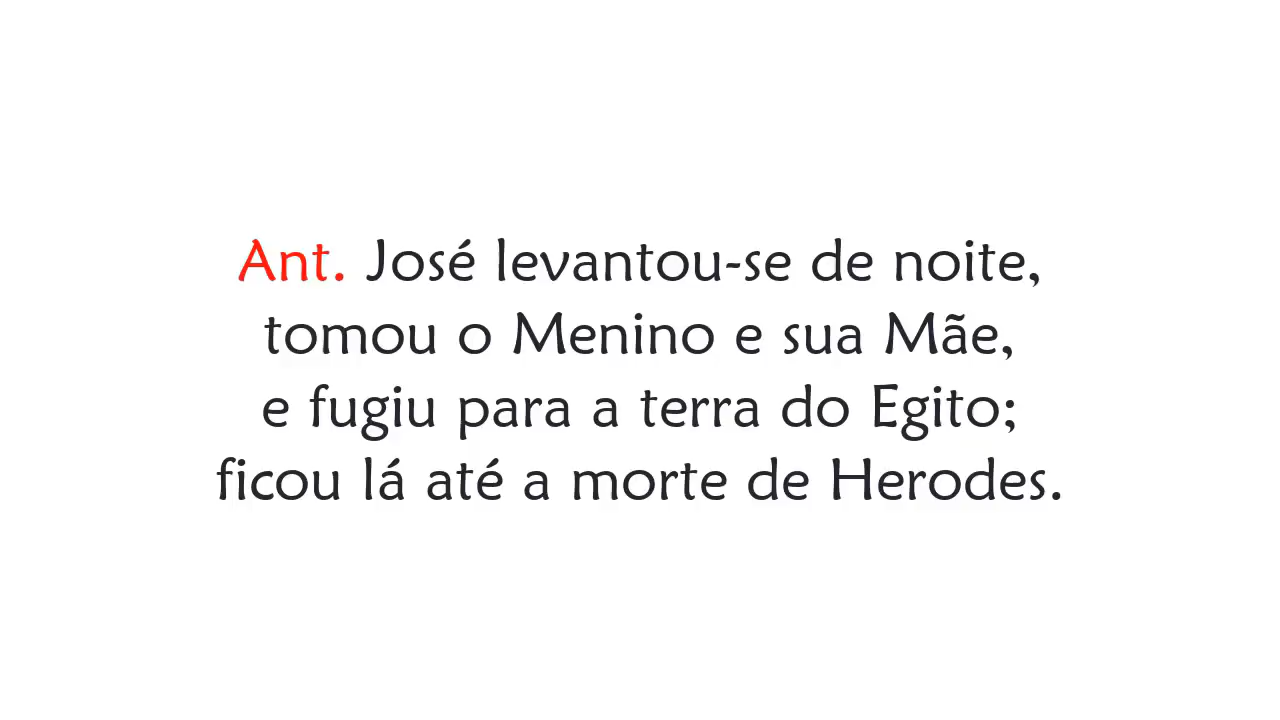 Ant. José levantou-se de noite,
tomou o Menino e sua Mãe,
e fugiu para a terra do Egito;
ficou lá até a morte de Herodes.